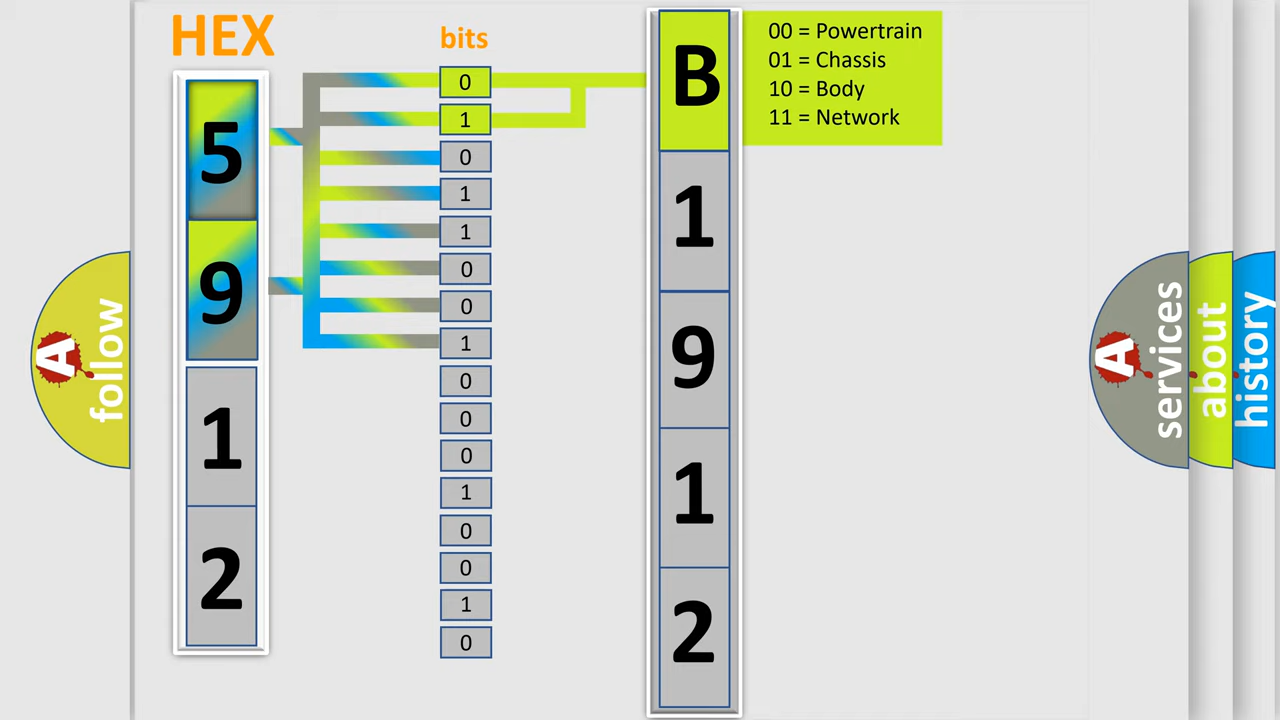 HEX
bits
5
9
1
2
0
1
0
1
1
0
0
1
0
0
0
1
0
0
1
0
B
1
9
1
2
00 = Powertrain
01 = Chassis
10 = Body
11 = Network
A
follow
A
services
about
history